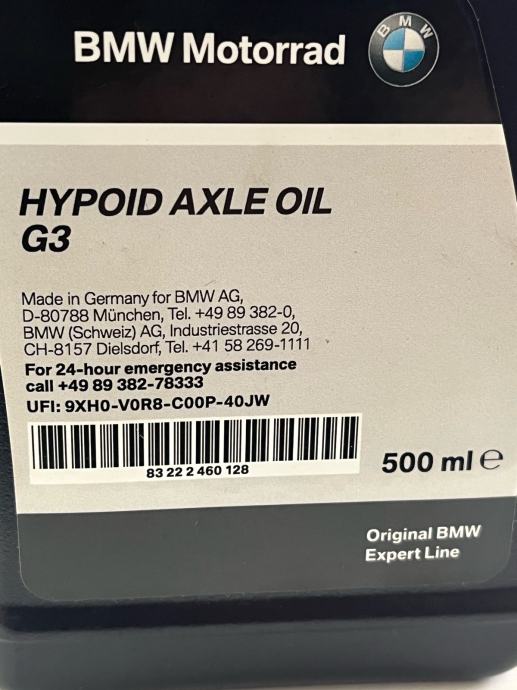 BMW Motorrad
BMW
HYPOID AXLE OIL
G3
Made in Germany for BMW AG,
D-80788 München, Tel. +49 89 382-0,
BMW (Schweiz) AG, Industriestrasse 20,
CH-8157 Dielsdorf, Tel. +41 58 269-1111
For 24-hour emergency assistance
call +49 89 382-78333
UFI: 9XH0-V0R8-C00P-40JW
83 22 2 460 128
500 ml ℮
Original BMW
Expert Line